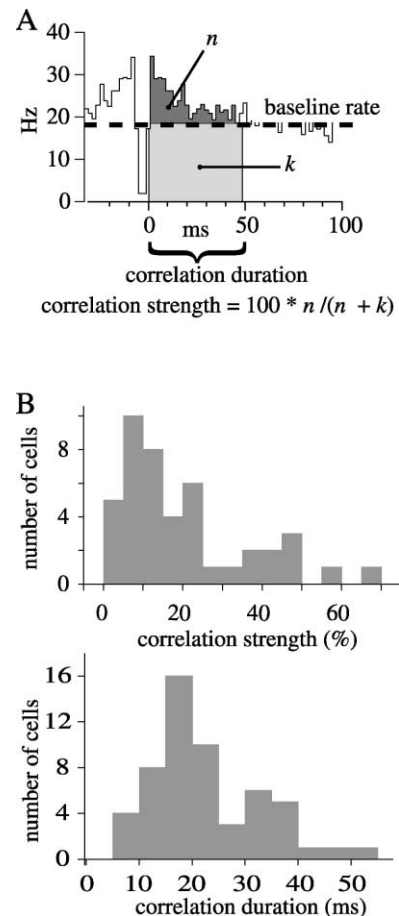 A
n
40
30
baseline rate
Hz
20
10
k
0
0 ms 50 100
correlation duration
correlation strength = 100 * n /(n + k)
B
8
number of cells
4
0
0 20 40 60
correlation strength (%)
16
12
number of cells
8
4
0
0 10 20 30 40 50
correlation duration (ms)